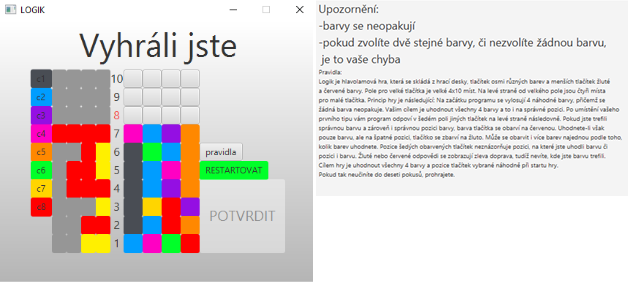 LOGIK
Vyhráli jste
c1 10
c2 9
c3 8
c4 7
c5 6 pravidla
c6 5 RESTARTOVAT
c7 4
c8 3 POTVRDIT
2
1
Upozornění:
-barvy se neopakují
-pokud zvolíte dvě stejné barvy, či nezvolíte žádnou barvu,
je to vaše chyba
Pravidla:
Logik je hlavolamová hra, která se skládá z hrací desky, tlačítek osmi různých barev a menších tlačítek žluté
a červené barvy. Pole pro velké tlačítka je velké 4x10 míst. Na levé straně od velkého pole jsou čtyři místa
pro malé tlačítka. Princip hry je následující: Na začátku programu se vylosují 4 náhodné barvy, přičemž se
žádná barva neopakuje. Vaším cílem je uhodnout všechny 4 barvy a to i na správné pozici. Po umístění vašeho
prvního tipu vám program odpoví v šedém poli jiných tlačítek na levé straně následovně. Pokud jste trefili
správnou barvu a zároveň i správnou pozici barvy, barva tlačítka se obarví na červenou. Uhodnete-li však
pouze barvu, ale na špatné pozici, tlačítko se zbarví na žluto. Může se obarvit i více barev najednou podle toho,
kolik barev uhodnete. Pozice šedých obarvených tlačítek neznázorňuje pozici, na které jste uhodli barvu či
pozici i barvu. Žluté nebo červené odpovědi se zobrazují zleva doprava, tudíž nevíte, kde jste barvu trefili.
Cílem hry je uhodnout všechny 4 barvy a pozice tlačítek vybrané náhodně při startu hry.
Pokud tak neučiníte do deseti pokusů, prohrajete.